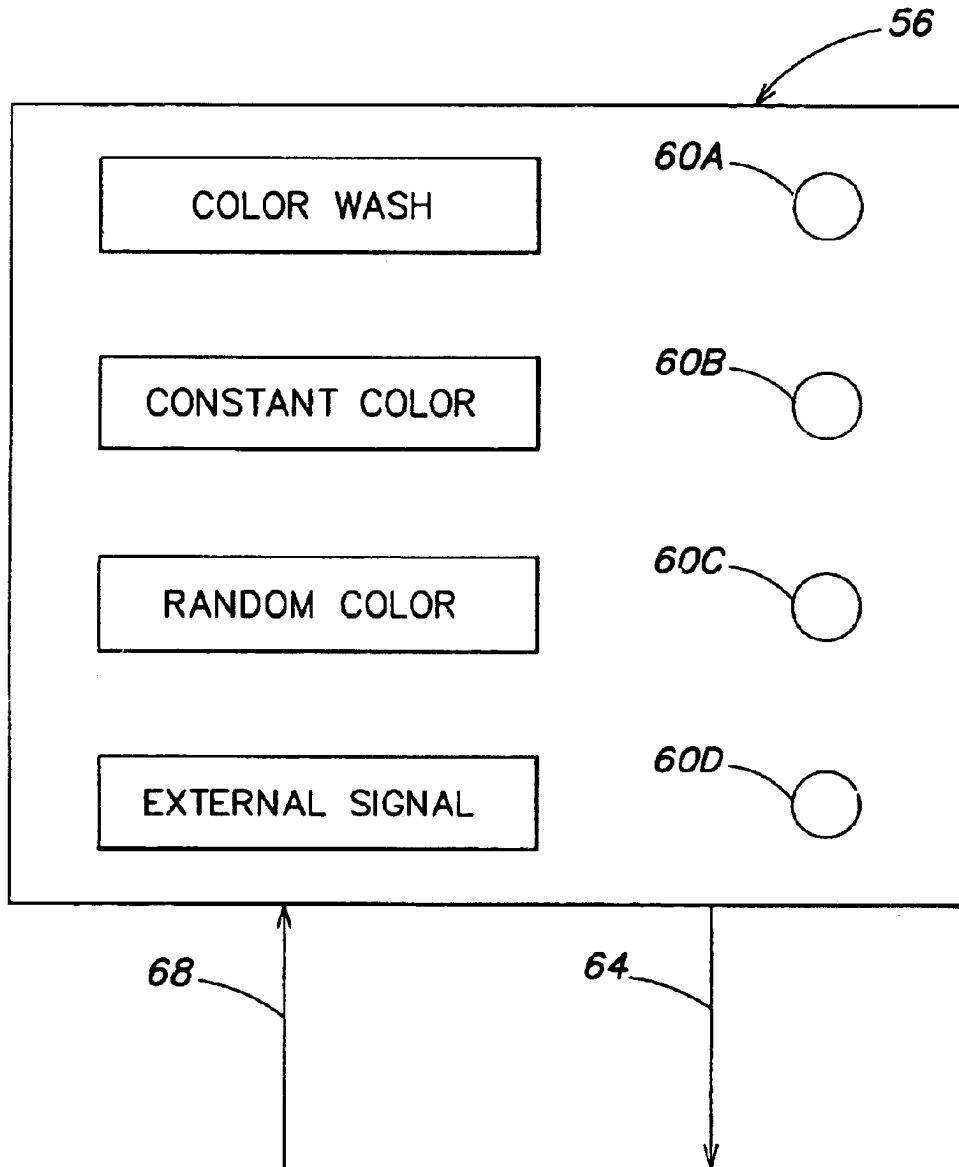 56
60A
COLOR WASH
60B
CONSTANT COLOR
60C
RANDOM COLOR
60D
EXTERNAL SIGNAL
68
64